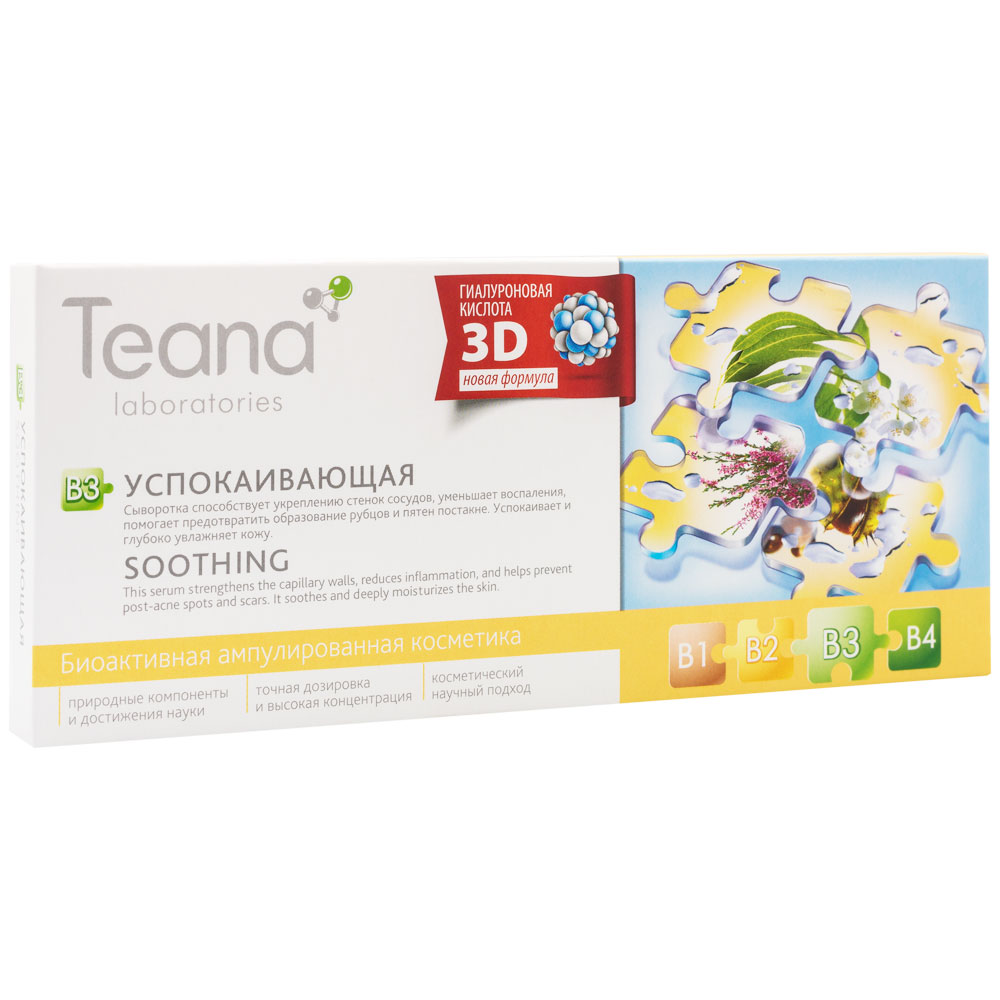 Teana
laboratories
ГИАЛУРОНОВАЯ
КИСЛОТА
3D
новая формула
B3
УСПОКАИВАЮЩАЯ
Сыворотка способствует укреплению стенок сосудов, уменьшает воспаления,
помогает предотвратить образование рубцов и пятен постакне. Успокаивает и
глубоко увлажняет кожу.
SOOTHING
This serum strengthens the capillary walls, reduces inflammation, and helps prevent
post-acne spots and scars. It soothes and deeply moisturizes the skin.
Биоактивная ампулированная косметика
природные компоненты
и достижения науки
точная дозировка
и высокая концентрация
косметический
научный подход
B1 B2 B3 B4
Teana
УСПОКАИВАЮЩАЯ